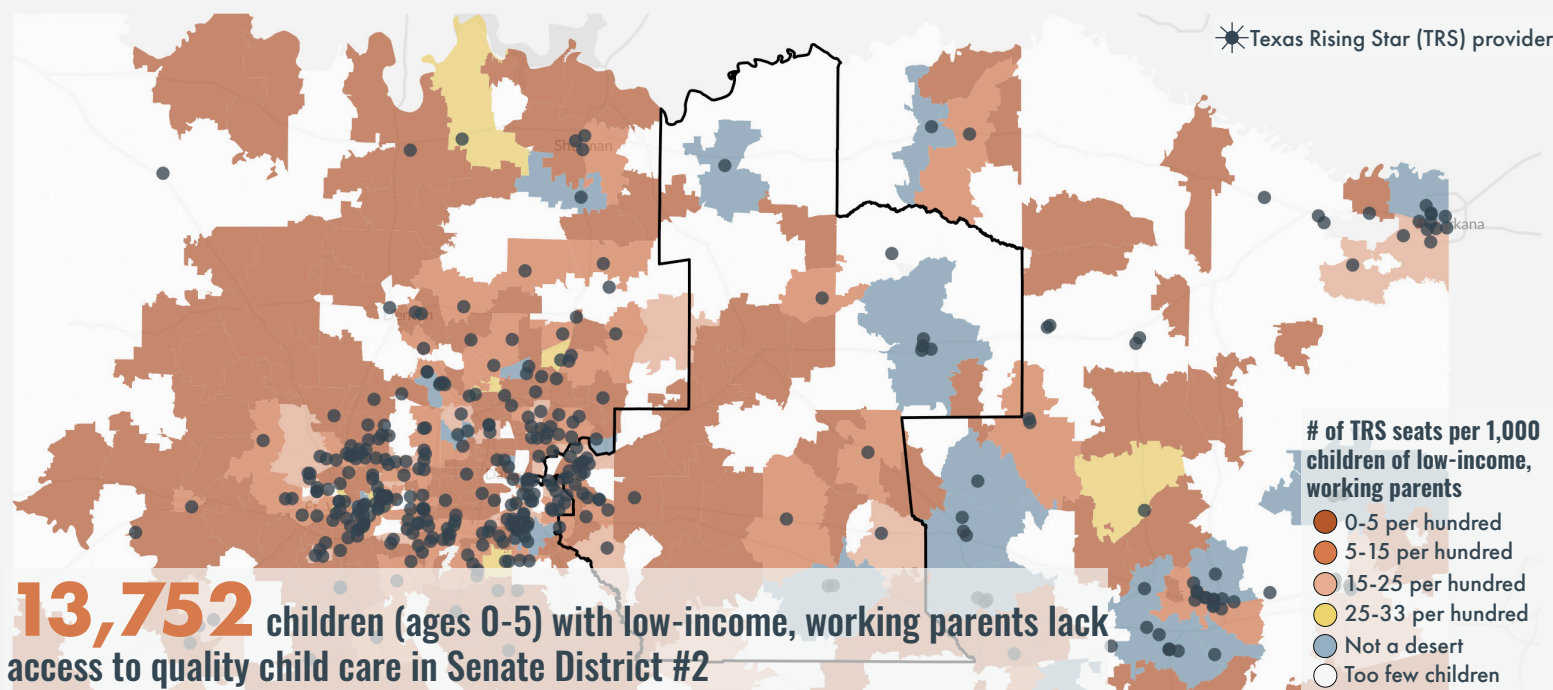 Texas Rising Star (TRS) provider
Sherman
kana
Denton
# of TRS seats per 1,000
children of low-income,
working parents
0-5 per hundred
5-15 per hundred
15-25 per hundred
25-33 per hundred
Not a desert
Too few children
13,752 children (ages 0-5) with low-income, working parents lack
access to quality child care in Senate District #2